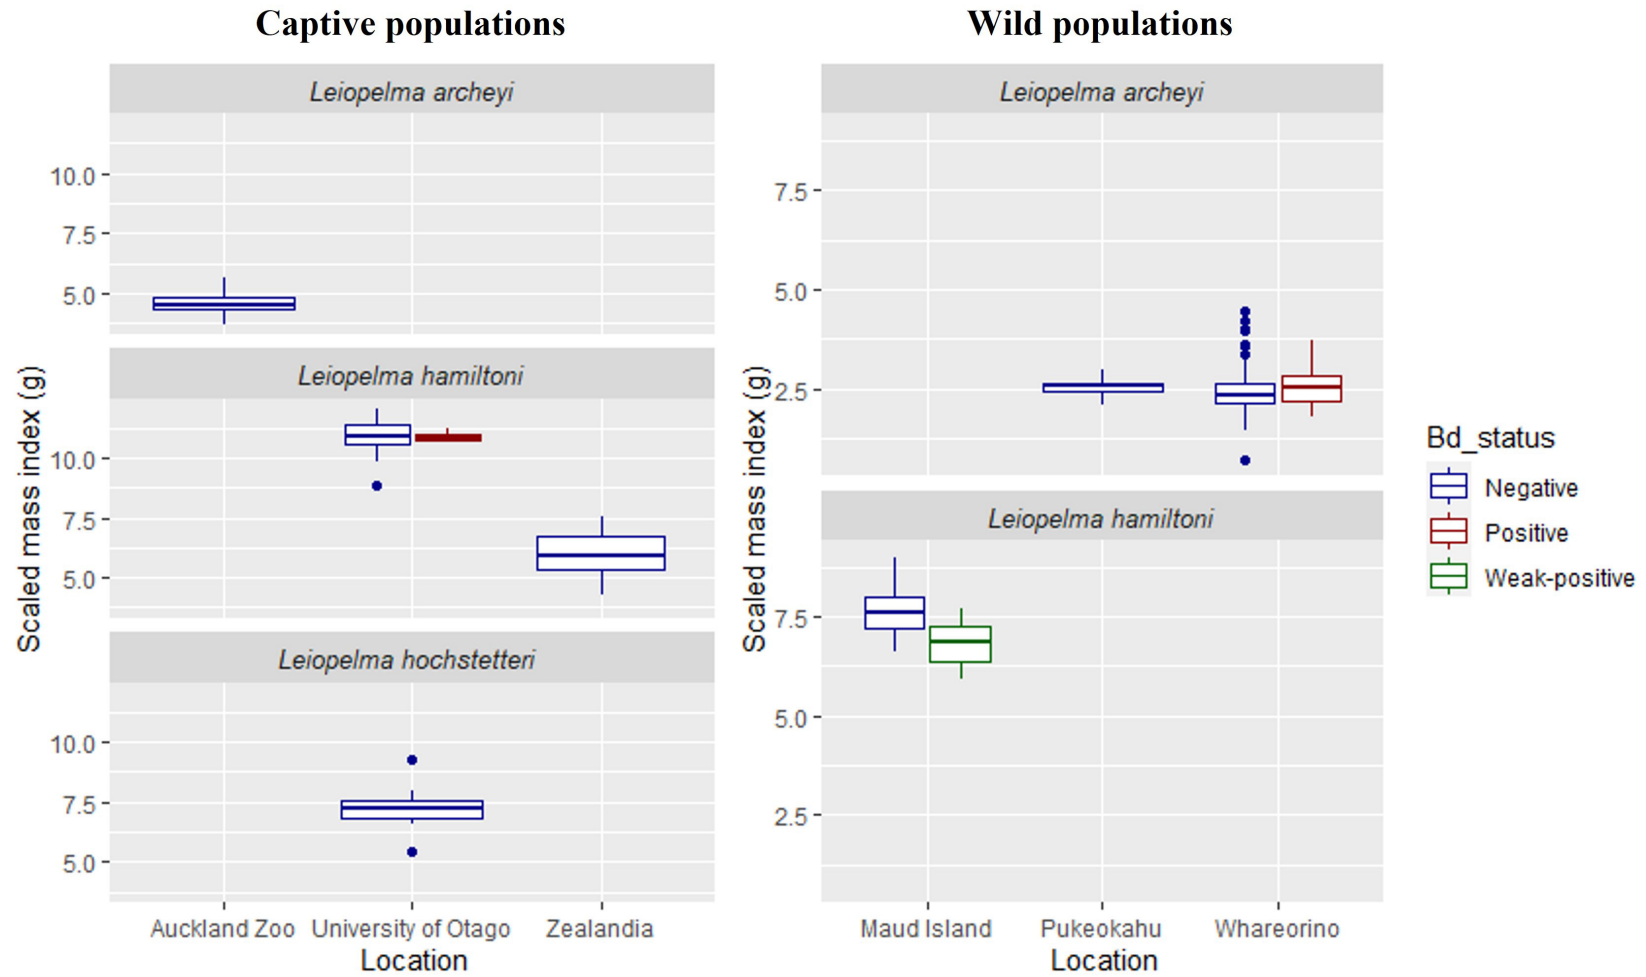 Captive populations
Leiopelma archeyi
10.0
7.5
5.0
Leiopelma hamiltoni
10.0
7.5
5.0
Leiopelma hochstetteri
10.0
7.5
5.0
Scaled mass index (g)
Auckland Zoo University of Otago Zealandia
Location
Wild populations
Leiopelma archeyi
7.5
5.0
2.5
Leiopelma hamiltoni
7.5
5.0
2.5
Scaled mass index (g)
Maud Island Pukeokahu Whareorino
Location
Bd_status
Negative
Positive
Weak-positive